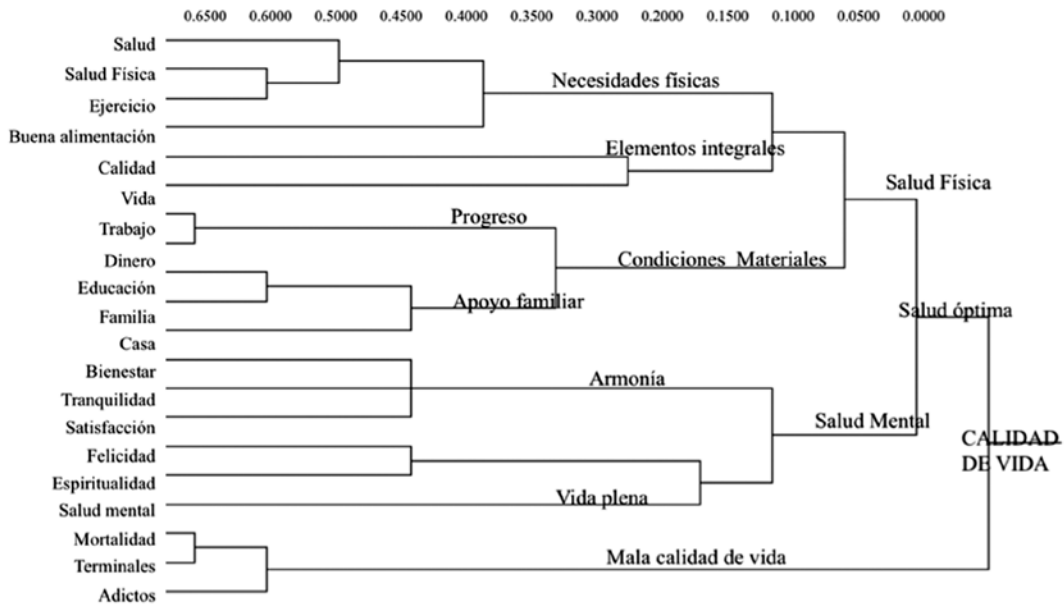 0.6500 0.6000 0.5000 0.4500 0.4000 0.3500 0.3000 0.2000 0.1500 0.1000 0.0500 0.0000
Salud
Salud Física
Necesidades físicas
Ejercicio
Buena alimentación
Elementos integrales
Calidad
Salud Física
Vida
Progreso
Trabajo
Dinero
Condiciones Materiales
Educación
Apoyo familiar
Salud óptima
Familia
Casa
Bienestar
Armonía
Tranquilidad
Salud Mental
Satisfacción
CALIDAD
DE VIDA
Felicidad
Espiritualidad
Vida plena
Salud mental
Mortalidad
Mala calidad de vida
Terminales
Adictos